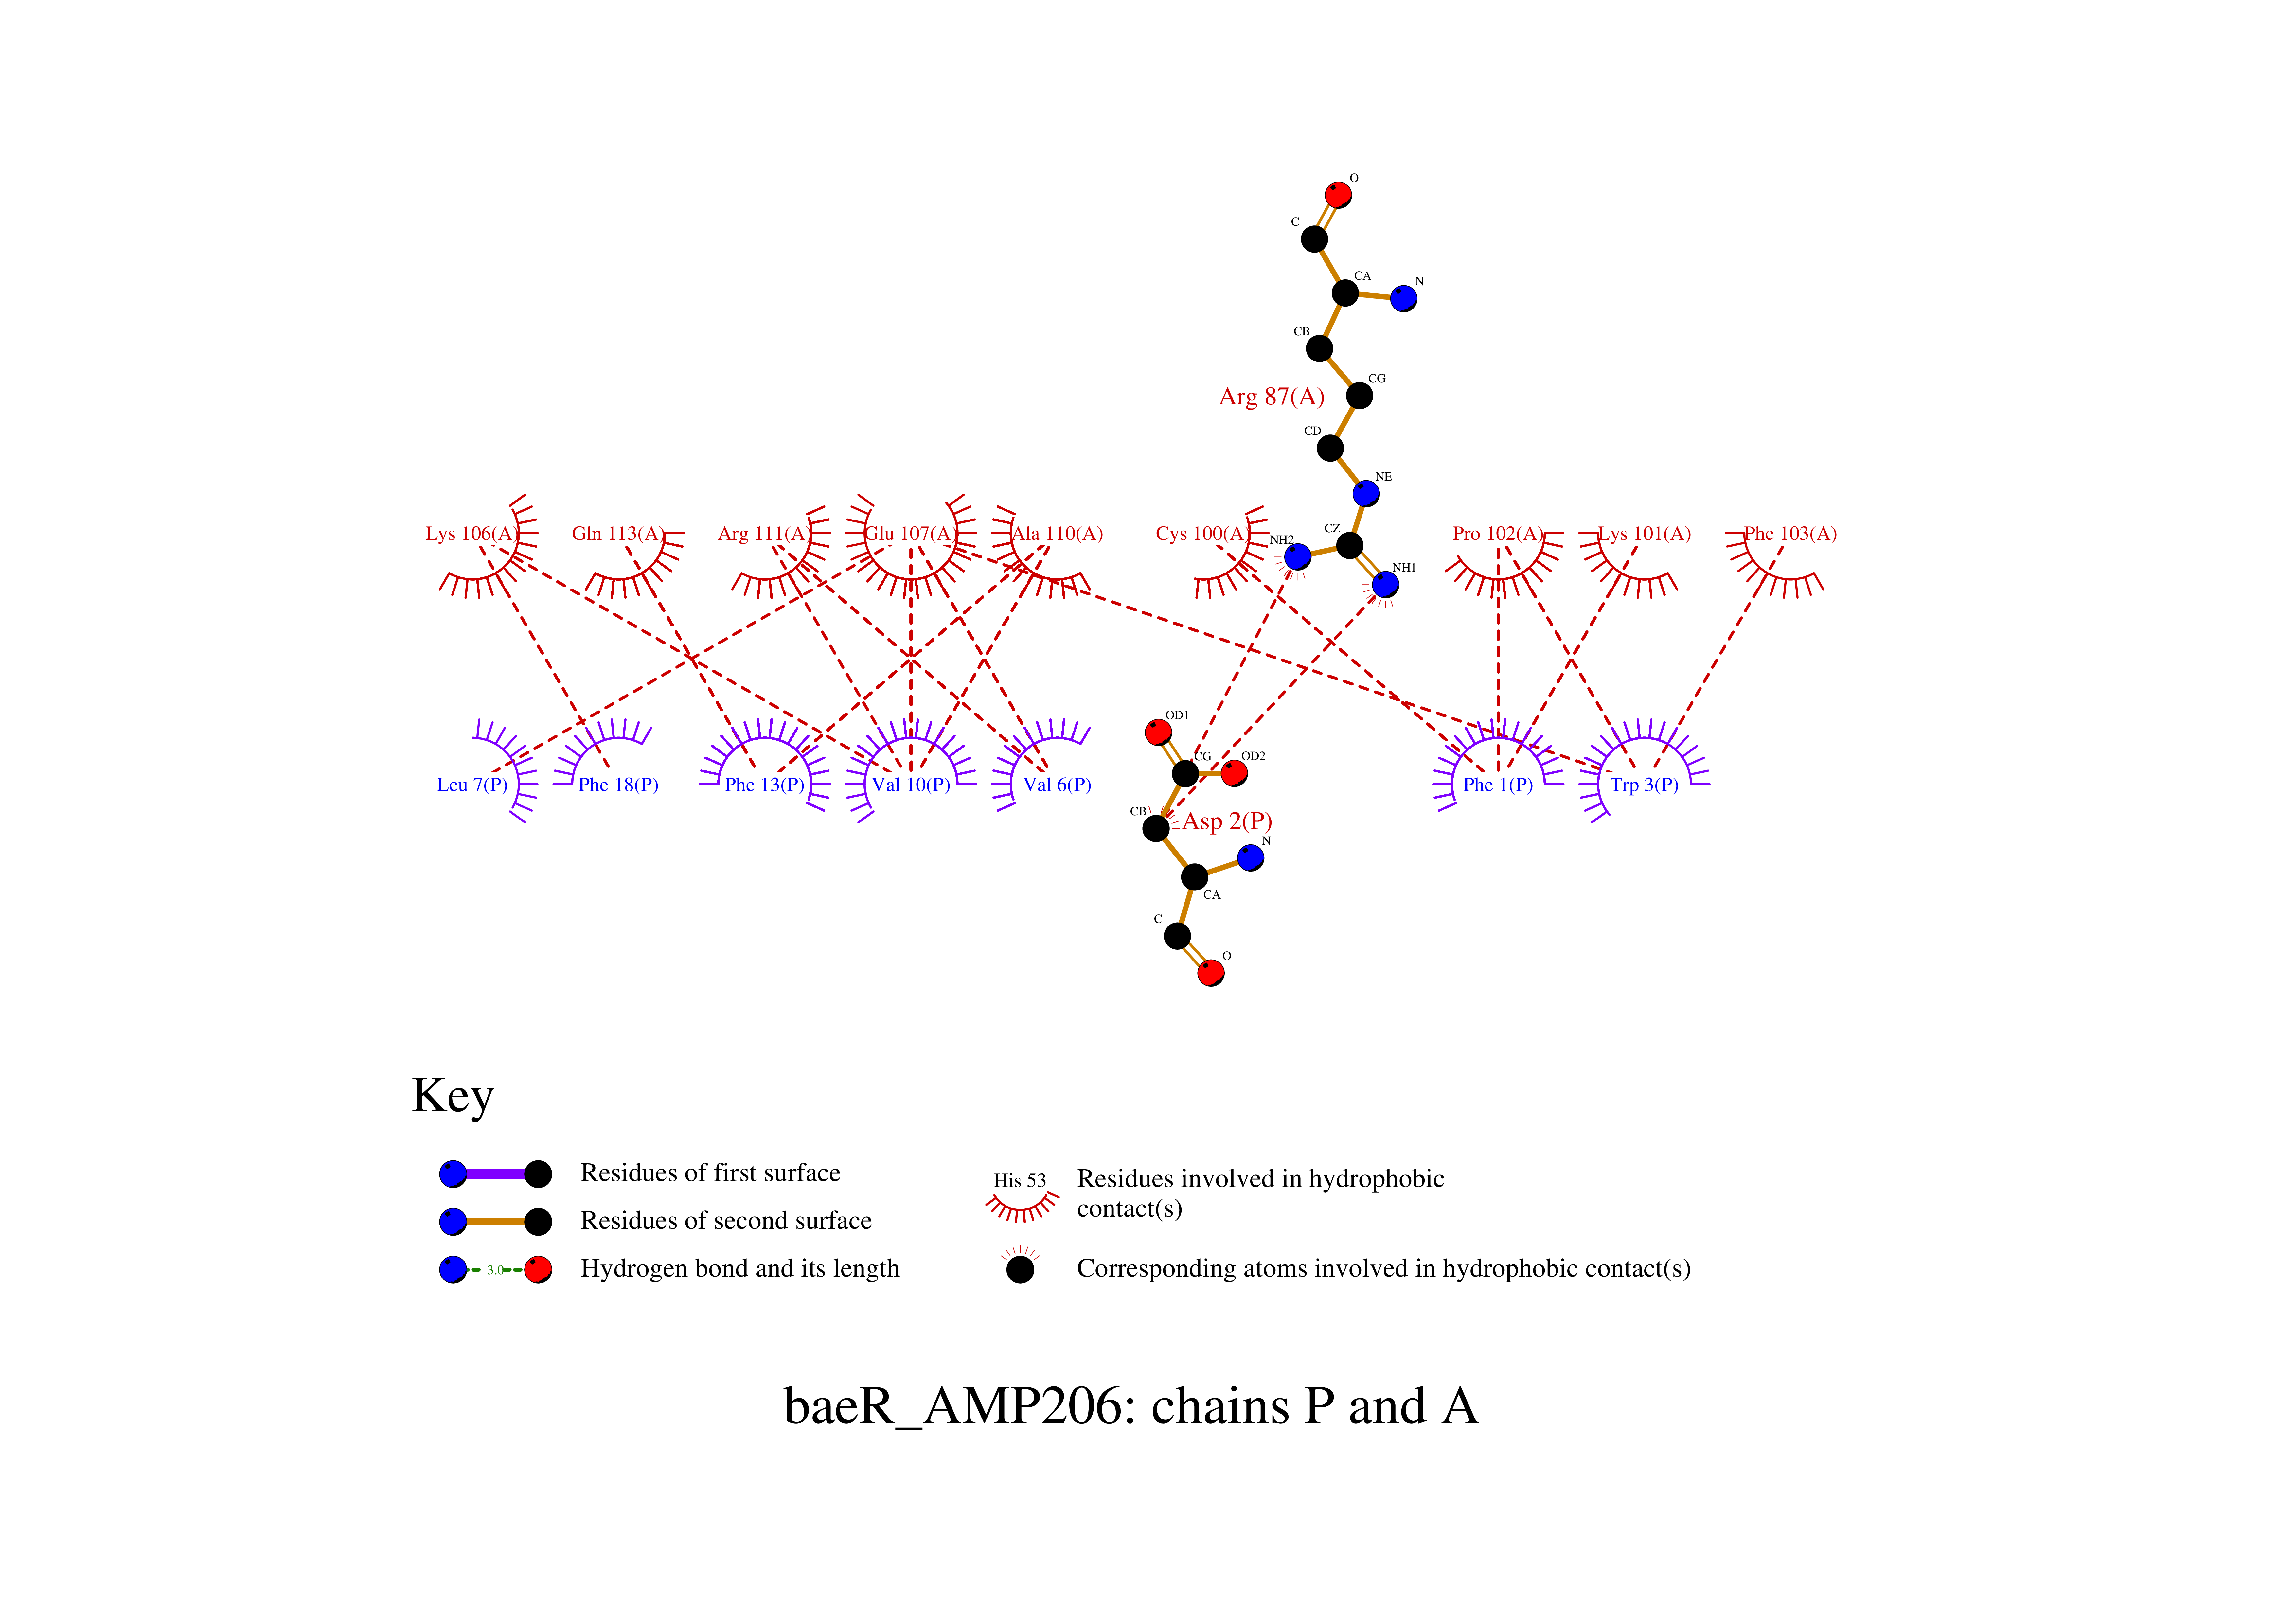 O
C
CA
N
CB
CG
Arg 87(A)
CD
NE
CZ
NH2
NH1
Lys 106(A)
Gln 113(A)
Arg 111(A)
Glu 107(A)
Ala 110(A)
Cys 100(A)
Pro 102(A)
Lys 101(A)
Phe 103(A)
OD1
CG
OD2
CB
Asp 2(P)
N
CA
C
O
Leu 7(P)
Phe 18(P)
Phe 13(P)
Val 10(P)
Val 6(P)
Phe 1(P)
Trp 3(P)
Key
Residues of first surface
Residues of second surface
3.0
Hydrogen bond and its length
His 53
Residues involved in hydrophobic
contact(s)
Corresponding atoms involved in hydrophobic contact(s)
baeR_AMP206: chains P and A